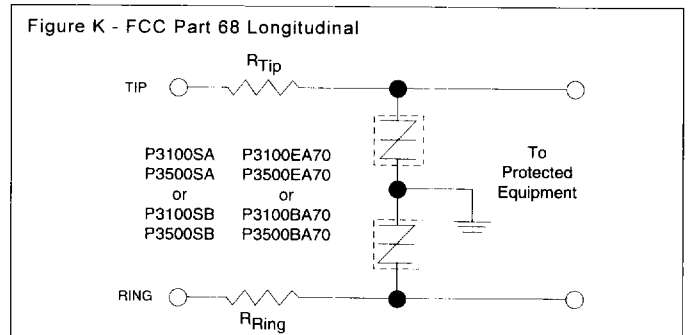 Figure K - FCC Part 68 Longitudinal
RTip
TIP
P3100SA P3100EA70
P3500SA P3500EA70
or or
P3100SB P3100BA70
P3500SB P3500BA70
To
Protected
Equipment
RING
RRing